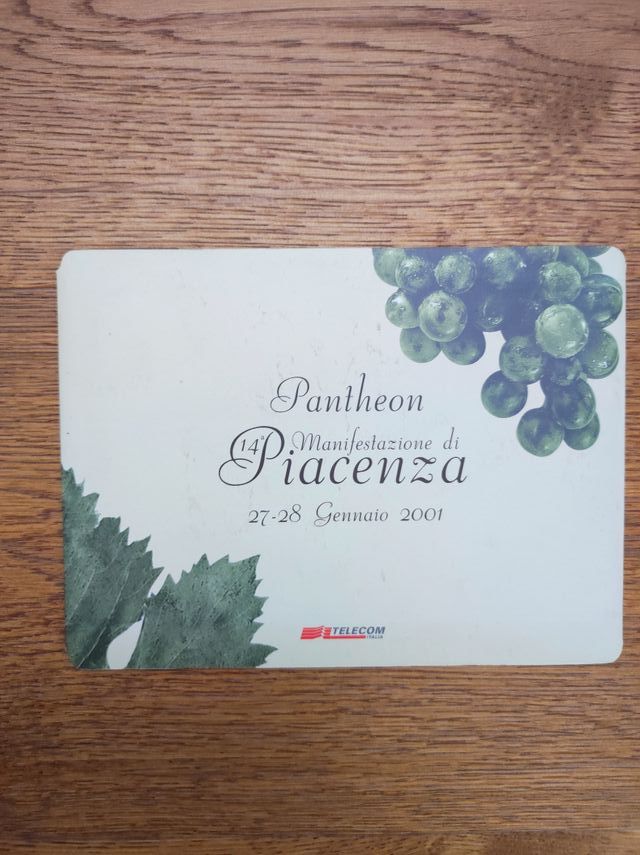 Pantheon
14ª Manifestazione di
Piacenza
27-28 Gennaio 2001
TELECOM
ITALIA